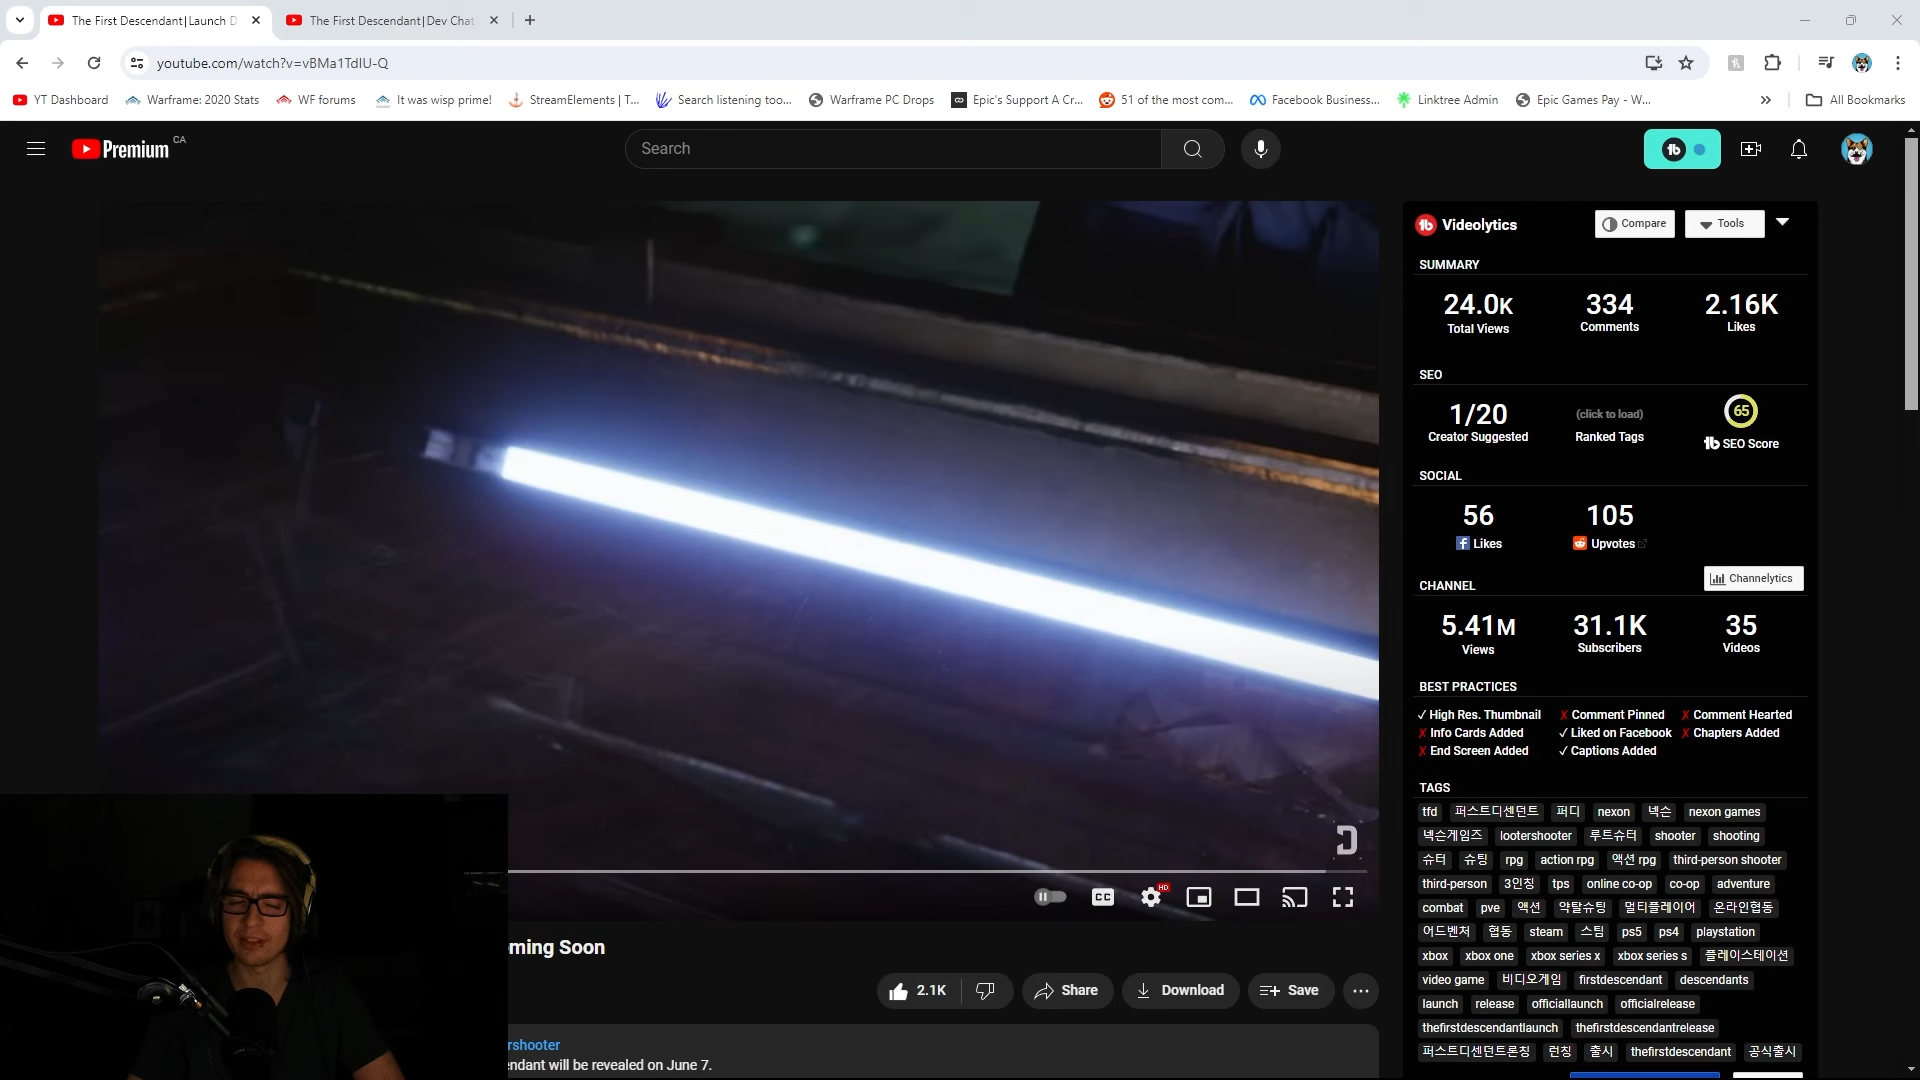 The First Descendant | Launch D
The First Descendant | Dev Chat
youtube.com/watch?v=vBMa1TdIU-Q
YT Dashboard
Warframe: 2020 Stats
WF forums
It was wisp prime!
StreamElements | T...
Search listening too...
Warframe PC Drops
Epic's Support A Cr...
51 of the most com...
Facebook Business...
Linktree Admin
Epic Games Pay - W...
All Bookmarks
Premium CA
Search
Videolytics
Compare
Tools
SUMMARY
24.0K 334 2.16K
Total Views Comments Likes
SEO
1/20 (click to load) 65
Creator Suggested Ranked Tags SEO Score
SOCIAL
56 105
Likes Upvotes
CHANNEL
Channelytics
5.41M 31.1K 35
Views Subscribers Videos
BEST PRACTICES
✓ High Res. Thumbnail ✗ Comment Pinned ✗ Comment Hearted
✗ Info Cards Added ✓ Liked on Facebook ✗ Chapters Added
✗ End Screen Added ✓ Captions Added
TAGS
tfd 퍼스트디센던트 퍼디 nexon 넥슨 nexon games
넥슨게임즈 lootershooter 루트슈터 shooter shooting
슈터 슈팅 rpg action rpg 액션 rpg third-person shooter
third-person 3인칭 tps online co-op co-op adventure
combat pve 액션 약탈슈팅 멀티플레이어 온라인협동
어드벤처 협동 steam 스팀 ps5 ps4 playstation
xbox xbox one xbox series x xbox series s 플레이스테이션
video game 비디오게임 firstdescendant descendants
launch release officiallaunch officialrelease
thefirstdescendantlaunch thefirstdescendantrelease
퍼스트디센던트론칭 런칭 출시 thefirstdescendant 공식출시
CC
HD
oming Soon
2.1K
Share
Download
Save
rshooter
endant will be revealed on June 7.